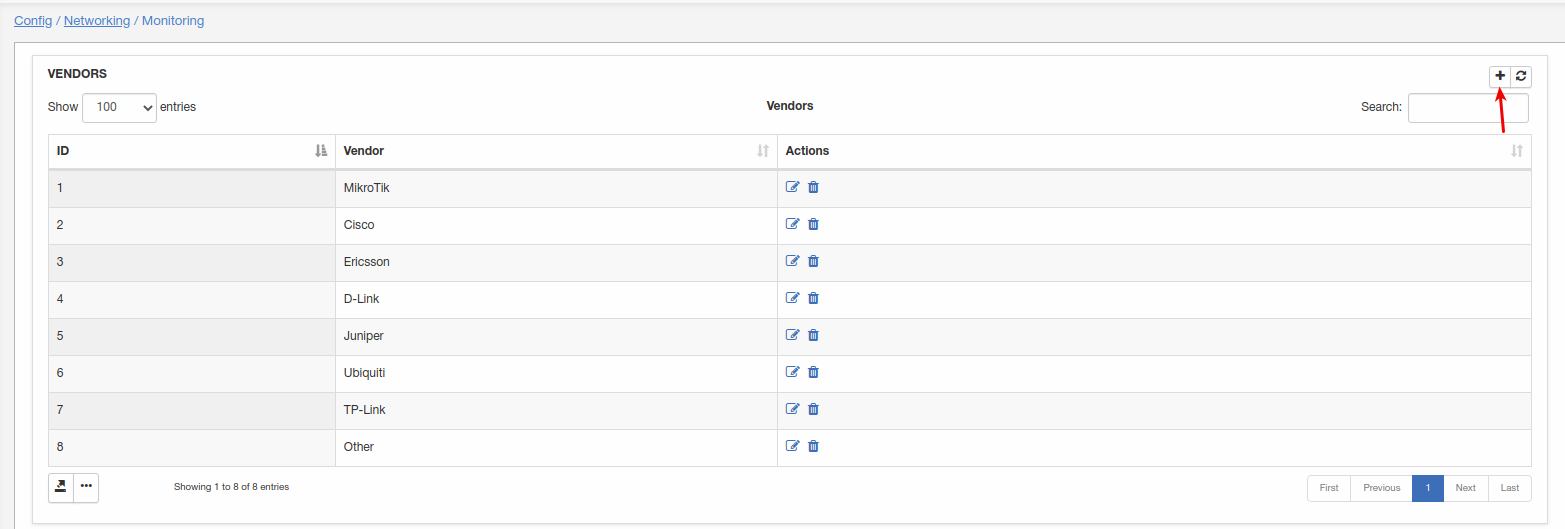 Config / Networking / Monitoring
VENDORS
Show 100 entries
Vendors
Search:
ID Vendor Actions
1 MikroTik
2 Cisco
3 Ericsson
4 D-Link
5 Juniper
6 Ubiquiti
7 TP-Link
8 Other
Showing 1 to 8 of 8 entries
First Previous 1 Next Last